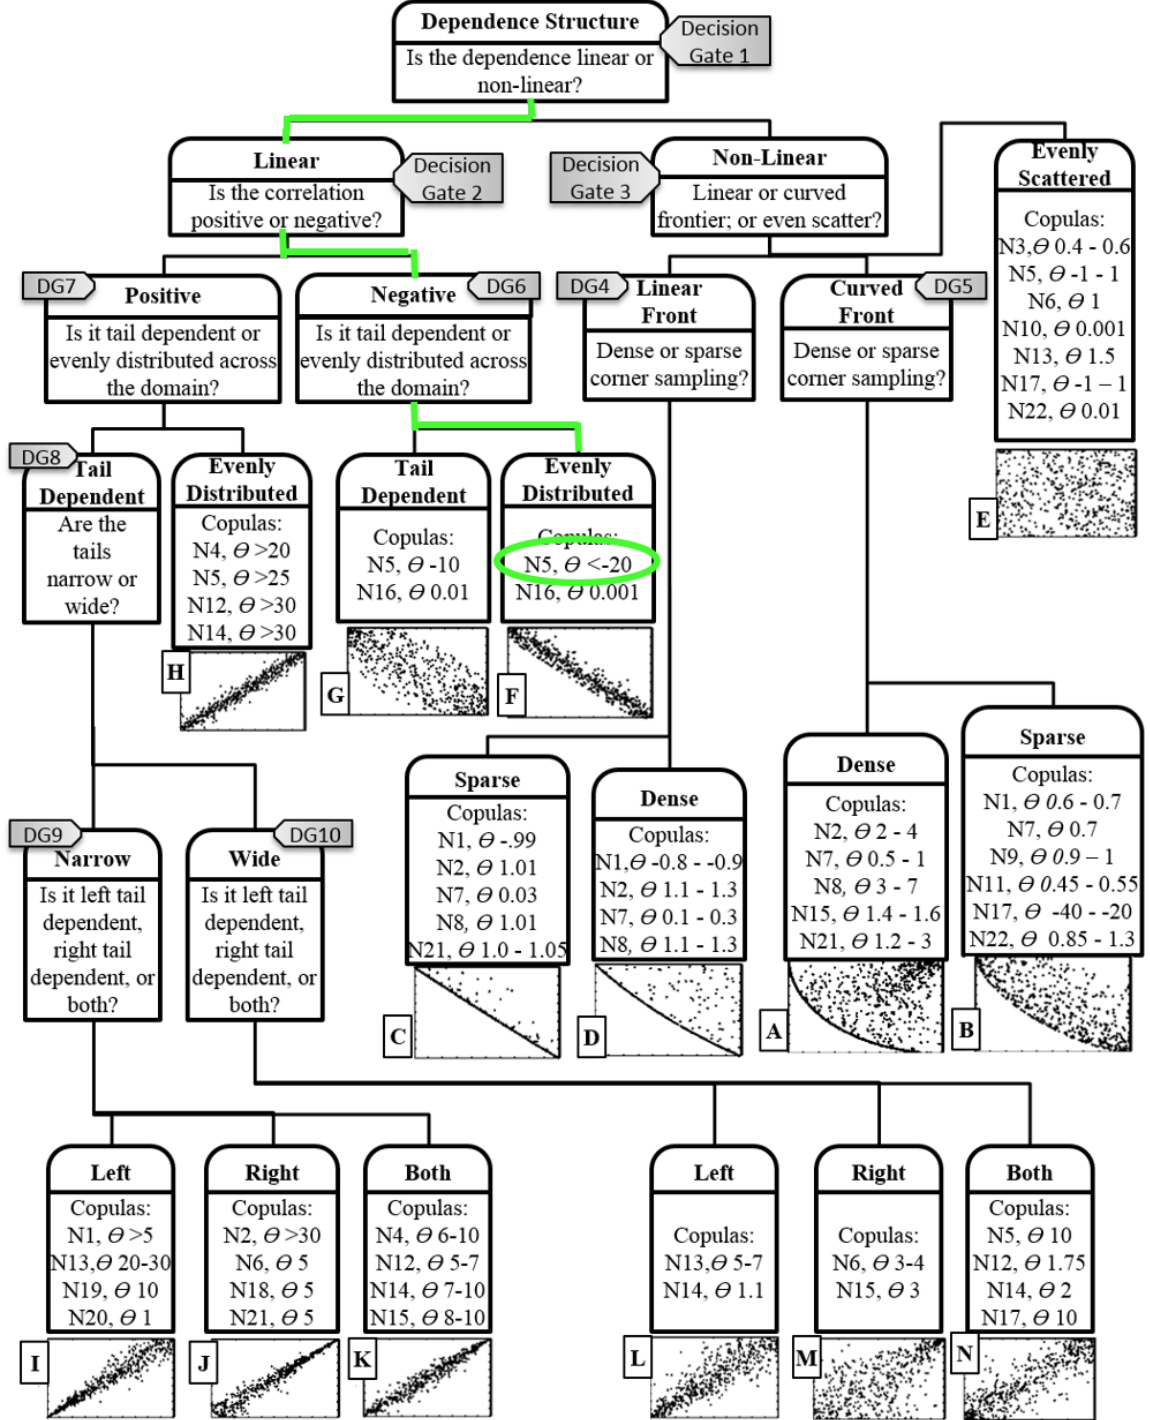 Dependence Structure
Is the dependence linear or
non-linear?
Decision
Gate 1
Linear
Is the correlation
positive or negative?
Decision
Gate 2
Decision
Gate 3
Non-Linear
Linear or curved
frontier; or even scatter?
Evenly
Scattered
Copulas:
N3,Ө 0.4 - 0.6
N5, Ө -1 - 1
N6, Ө 1
N10, Ө 0.001
N13, Ө 1.5
N17, Ө -1 – 1
N22, Ө 0.01
E
DG7
Positive
Is it tail dependent or
evenly distributed across
the domain?
Negative
DG6
Is it tail dependent or
evenly distributed across
the domain?
DG4
Linear
Front
Dense or sparse
corner sampling?
Curved
Front
DG5
Dense or sparse
corner sampling?
DG8
Tail
Dependent
Are the
tails
narrow or
wide?
Evenly
Distributed
Copulas:
N4, Ө >20
N5, Ө >25
N12, Ө >30
N14, Ө >30
H
Tail
Dependent
Copulas:
N5, Ө -10
N16, Ө 0.01
G
Evenly
Distributed
Copulas:
N5, Ө <-20
N16, Ө 0.001
F
Sparse
Copulas:
N1, Ө -.99
N2, Ө 1.01
N7, Ө 0.03
N8, Ө 1.01
N21, Ө 1.0 - 1.05
C
Dense
Copulas:
N1,Ө -0.8 - -0.9
N2, Ө 1.1 - 1.3
N7, Ө 0.1 - 0.3
N8, Ө 1.1 - 1.3
D
Dense
Copulas:
N2, Ө 2 - 4
N7, Ө 0.5 - 1
N8, Ө 3 - 7
N15, Ө 1.4 - 1.6
N21, Ө 1.2 - 3
A
Sparse
Copulas:
N1, Ө 0.6 - 0.7
N7, Ө 0.7
N9, Ө 0.9 – 1
N11, Ө 0.45 - 0.55
N17, Ө -40 - -20
N22, Ө 0.85 - 1.3
B
DG9
Narrow
Is it left tail
dependent,
right tail
dependent, or
both?
DG10
Wide
Is it left tail
dependent,
right tail
dependent, or
both?
Left
Copulas:
N1, Ө >5
N13,Ө 20-30
N19, Ө 10
N20, Ө 1
I
Right
Copulas:
N2, Ө >30
N6, Ө 5
N18, Ө 5
N21, Ө 5
J
Both
Copulas:
N4, Ө 6-10
N12, Ө 5-7
N14, Ө 7-10
N15, Ө 8-10
K
Left
Copulas:
N13,Ө 5-7
N14, Ө 1.1
L
Right
Copulas:
N6, Ө 3-4
N15, Ө 3
M
Both
Copulas:
N5, Ө 10
N12, Ө 1.75
N14, Ө 2
N17, Ө 10
N